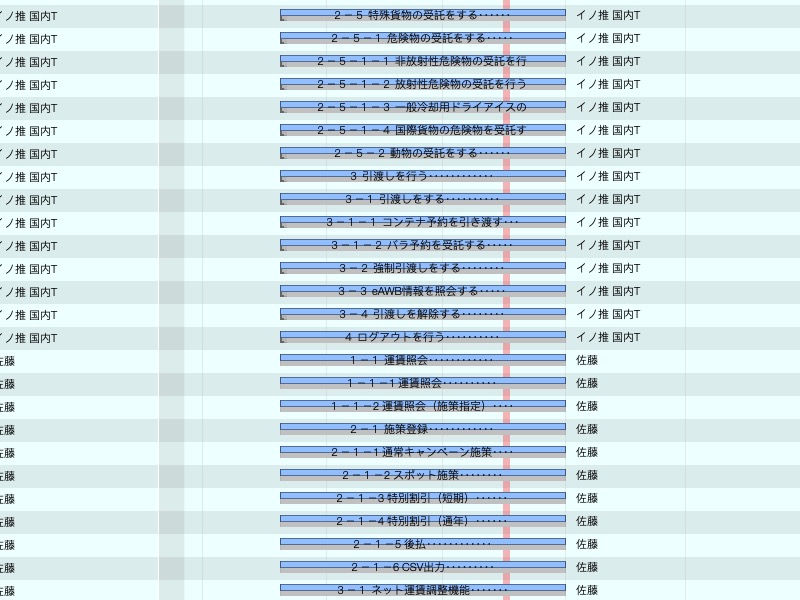 イノ推 国内T ２－５ 特殊貨物の受託をする‥‥‥ イノ推 国内T
イノ推 国内T ２－５－１ 危険物の受託をする‥‥・ イノ推 国内T
イノ推 国内T ２－５－１－１ 非放射性危険物の受託を行 イノ推 国内T
イノ推 国内T ２－５－１－２ 放射性危険物の受託を行う イノ推 国内T
イノ推 国内T ２－５－１－３ 一般冷却用ドライアイスの イノ推 国内T
イノ推 国内T ２－５－１－４ 国際貨物の危険物を受託す イノ推 国内T
イノ推 国内T ２－５－２ 動物の受託をする‥‥‥ イノ推 国内T
イノ推 国内T ３ 引渡しを行う‥‥‥‥‥‥ イノ推 国内T
イノ推 国内T ３－１ 引渡しをする‥‥‥‥‥ イノ推 国内T
イノ推 国内T ３－１－１ コンテナ予約を引き渡す‥・ イノ推 国内T
イノ推 国内T ３－１－２ バラ予約を受託する‥‥・ イノ推 国内T
イノ推 国内T ３－２ 強制引渡しをする‥‥‥‥ イノ推 国内T
イノ推 国内T ３－３ eAWB情報を照会する‥‥・ イノ推 国内T
イノ推 国内T ３－４ 引渡しを解除する‥‥‥‥ イノ推 国内T
イノ推 国内T ４ ログアウトを行う‥‥‥‥‥ イノ推 国内T
佐藤 １－１ 運賃照会‥‥‥‥‥‥ 佐藤
佐藤 １－１－1 運賃照会‥‥‥‥‥ 佐藤
佐藤 １－１－2 運賃照会（施策指定）‥‥ 佐藤
佐藤 ２－１ 施策登録‥‥‥‥‥‥ 佐藤
佐藤 ２－１－1 通常キャンペーン施策‥‥ 佐藤
佐藤 ２－１－2 スポット施策‥‥‥‥ 佐藤
佐藤 ２－１－3 特別割引（短期）‥‥‥ 佐藤
佐藤 ２－１－4 特別割引（通年）‥‥‥ 佐藤
佐藤 ２－１－5 後払‥‥‥‥‥‥ 佐藤
佐藤 ２－１－6 CSV出力‥‥‥‥・ 佐藤
佐藤 ３－１ ネット運賃調整機能‥‥‥・ 佐藤